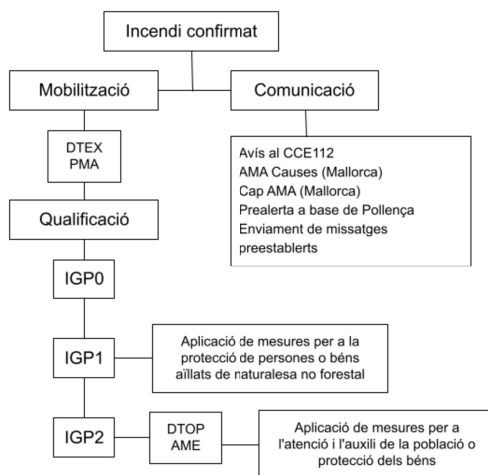 Incendi confirmat
Mobilització
Comunicació
DTEX
PMA
Avís al CCE112
AMA Causes (Mallorca)
Cap AMA (Mallorca)
Prealerta a base de Pollença
Enviament de missatges
preestablerts
Qualificació
IGP0
IGP1
Aplicació de mesures per a la
protecció de persones o béns
aïllats de naturalesa no forestal
IGP2
DTOP
AME
Aplicació de mesures per a
l'atenció i l'auxili de la població o
protecció dels béns